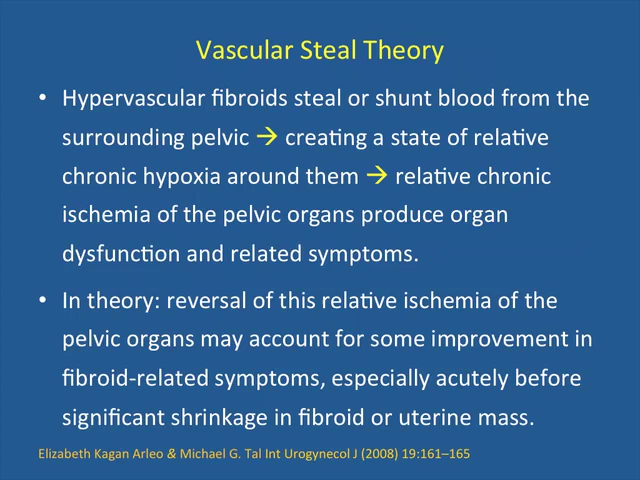 Vascular Steal Theory
• Hypervascular fibroids steal or shunt blood from the
surrounding pelvic → creating a state of relative
chronic hypoxia around them → relative chronic
ischemia of the pelvic organs produce organ
dysfunction and related symptoms.
• In theory: reversal of this relative ischemia of the
pelvic organs may account for some improvement in
fibroid-related symptoms, especially acutely before
significant shrinkage in fibroid or uterine mass.
Elizabeth Kagan Arleo & Michael G. Tal Int Urogynecol J (2008) 19:161–165